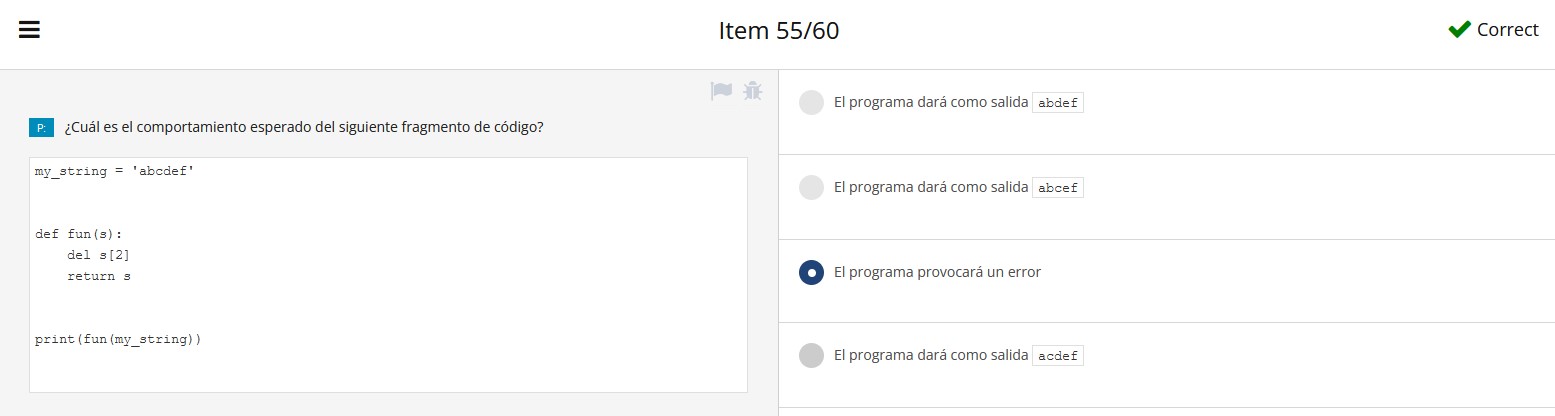 Item 55/60
Correct
P: ¿Cuál es el comportamiento esperado del siguiente fragmento de código?
my_string = 'abcdef'
def fun(s):
    del s[2]
    return s
print(fun(my_string))
El programa dará como salida abdef
El programa dará como salida abcef
El programa provocará un error
El programa dará como salida acdef